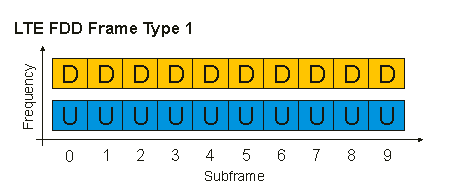 LTE FDD Frame Type 1
Frequency
D D D D D D D D D D
U U U U U U U U U U
0 1 2 3 4 5 6 7 8 9
Subframe